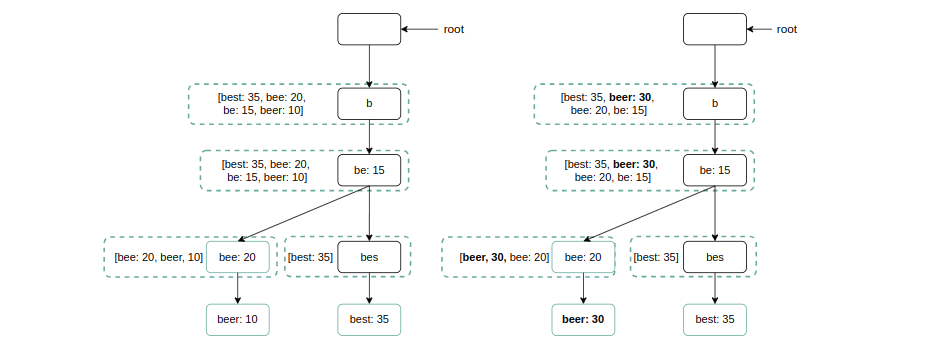 root
[best: 35, bee: 20,
be: 15, beer: 10]
b
[best: 35, bee: 20,
be: 15, beer: 10]
be: 15
[bee: 20, beer, 10]
bee: 20
[best: 35]
bes
beer: 10
best: 35
root
[best: 35, beer: 30,
bee: 20, be: 15]
b
[best: 35, beer: 30,
bee: 20, be: 15]
be: 15
[beer, 30, bee: 20]
bee: 20
[best: 35]
bes
beer: 30
best: 35